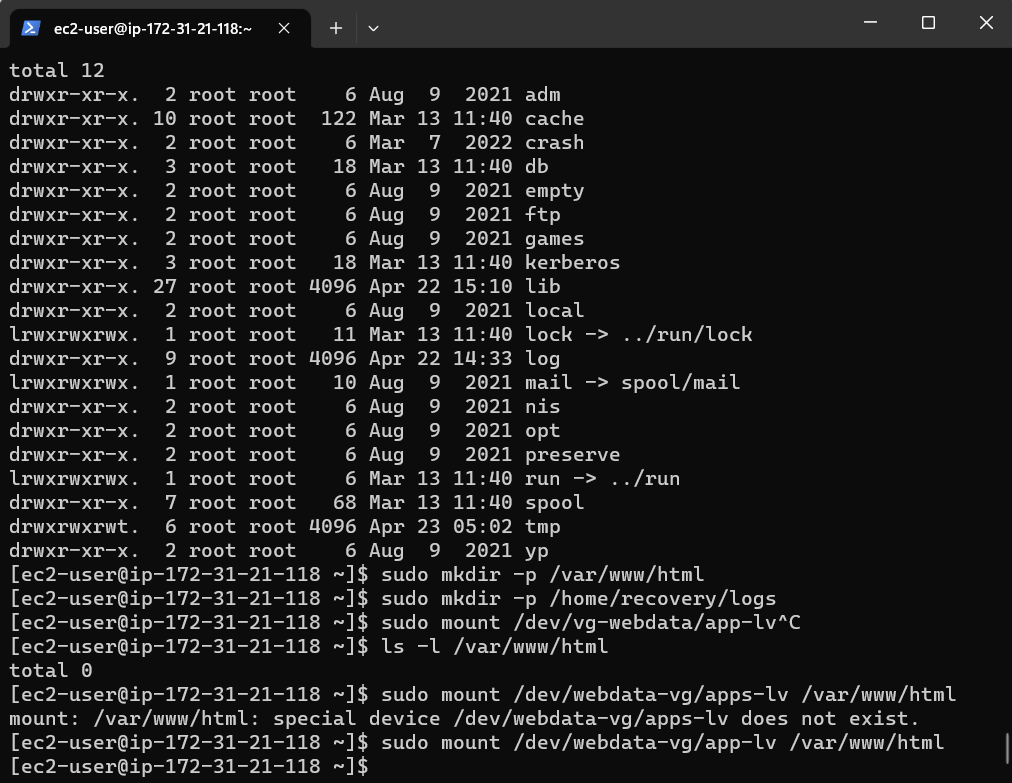 ec2-user@ip-172-31-21-118:~
total 12
drwxr-xr-x.  2 root root    6 Aug  9  2021 adm
drwxr-xr-x. 10 root root  122 Mar 13 11:40 cache
drwxr-xr-x.  2 root root    6 Mar  7  2022 crash
drwxr-xr-x.  3 root root   18 Mar 13 11:40 db
drwxr-xr-x.  2 root root    6 Aug  9  2021 empty
drwxr-xr-x.  2 root root    6 Aug  9  2021 ftp
drwxr-xr-x.  2 root root    6 Aug  9  2021 games
drwxr-xr-x.  3 root root   18 Mar 13 11:40 kerberos
drwxr-xr-x. 27 root root 4096 Apr 22 15:10 lib
drwxr-xr-x.  2 root root    6 Aug  9  2021 local
lrwxrwxrwx.  1 root root   11 Mar 13 11:40 lock -> ../run/lock
drwxr-xr-x.  9 root root 4096 Apr 22 14:33 log
lrwxrwxrwx.  1 root root   10 Aug  9  2021 mail -> spool/mail
drwxr-xr-x.  2 root root    6 Aug  9  2021 nis
drwxr-xr-x.  2 root root    6 Aug  9  2021 opt
drwxr-xr-x.  2 root root    6 Aug  9  2021 preserve
lrwxrwxrwx.  1 root root    6 Mar 13 11:40 run -> ../run
drwxr-xr-x.  7 root root   68 Mar 13 11:40 spool
drwxrwxrwt.  6 root root 4096 Apr 23 05:02 tmp
drwxr-xr-x.  2 root root    6 Aug  9  2021 yp
[ec2-user@ip-172-31-21-118 ~]$ sudo mkdir -p /var/www/html
[ec2-user@ip-172-31-21-118 ~]$ sudo mkdir -p /home/recovery/logs
[ec2-user@ip-172-31-21-118 ~]$ sudo mount /dev/vg-webdata/app-lv^C
[ec2-user@ip-172-31-21-118 ~]$ ls -l /var/www/html
total 0
[ec2-user@ip-172-31-21-118 ~]$ sudo mount /dev/webdata-vg/apps-lv /var/www/html
mount: /var/www/html: special device /dev/webdata-vg/apps-lv does not exist.
[ec2-user@ip-172-31-21-118 ~]$ sudo mount /dev/webdata-vg/app-lv /var/www/html
[ec2-user@ip-172-31-21-118 ~]$